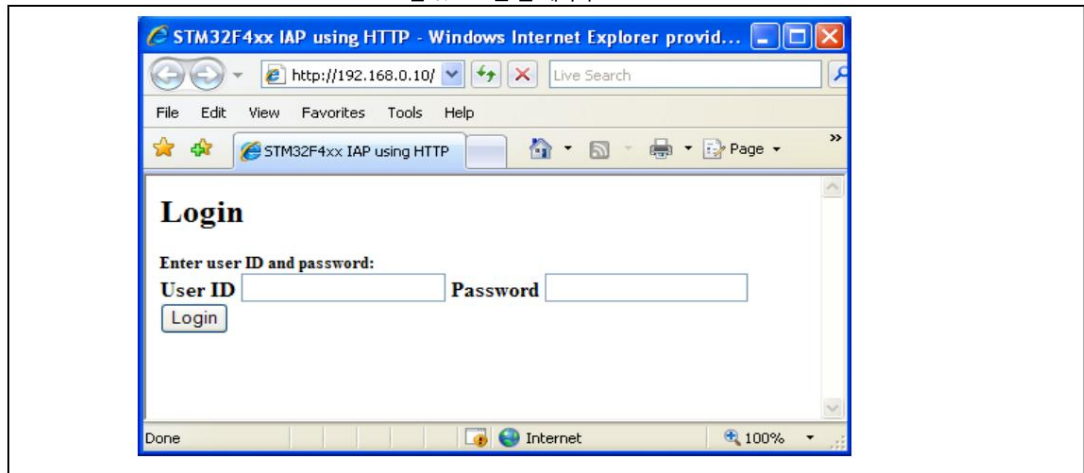 STM32F4xx IAP using HTTP - Windows Internet Explorer provid...
http://192.168.0.10/ Live Search
File Edit View Favorites Tools Help
STM32F4xx IAP using HTTP Page
Login
Enter user ID and password:
User ID Password
Login
Done Internet 100%